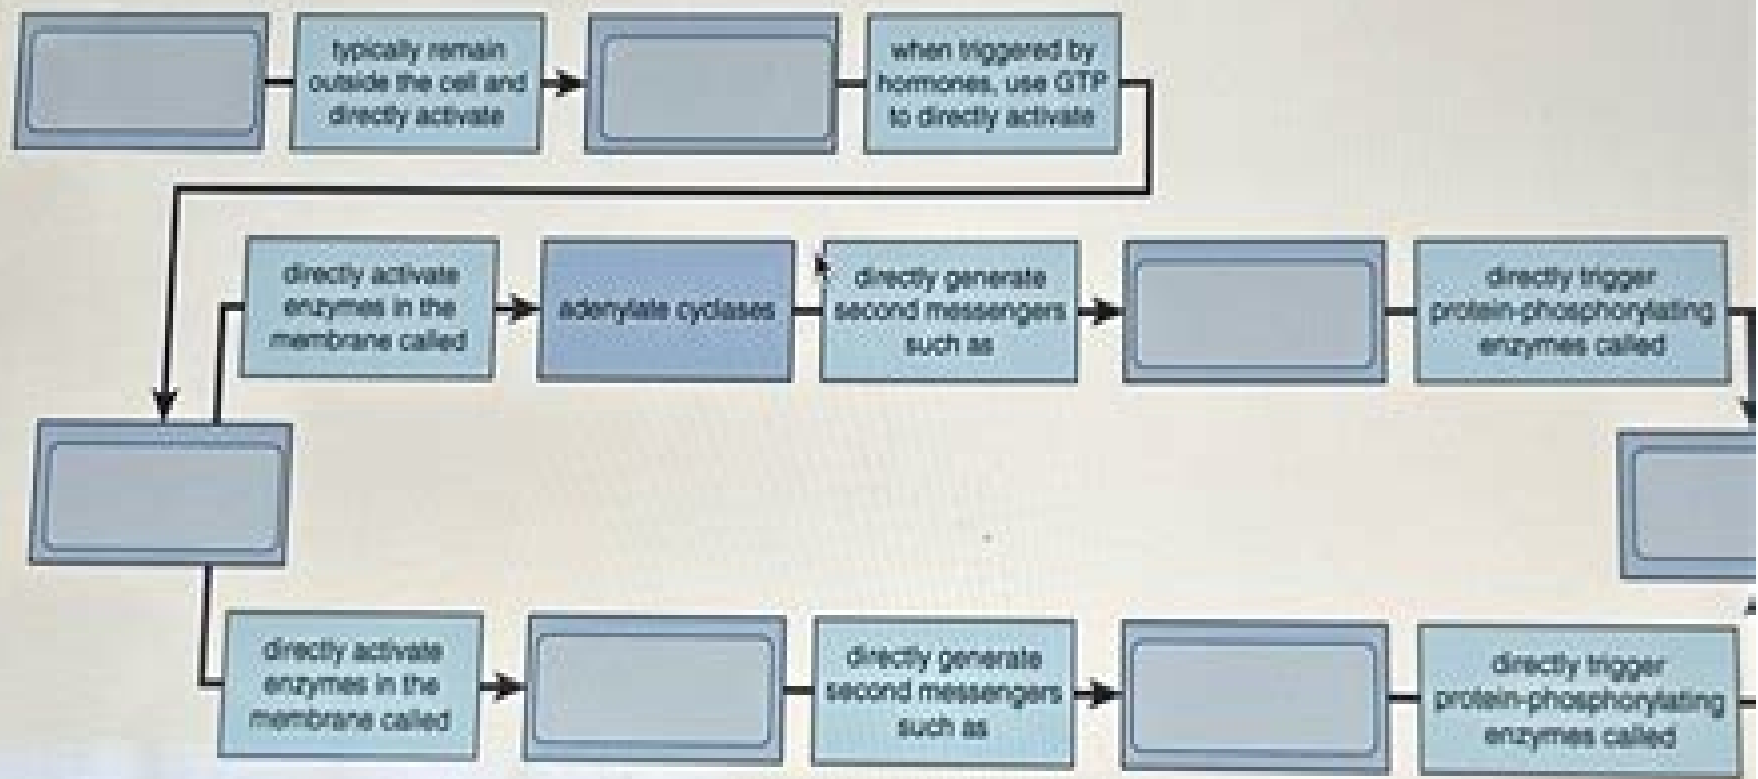 typically remain
outside the cell and
directly activate
when triggered by
hormones, use GTP
to directly activate
directly activate
enzymes in the
membrane called
adenylate cyclases
directly generate
second messengers
such as
directly trigger
protein-phosphorylating
enzymes called
directly activate
enzymes in the
membrane called
directly generate
second messengers
such as
directly trigger
protein-phosphorylating
enzymes called